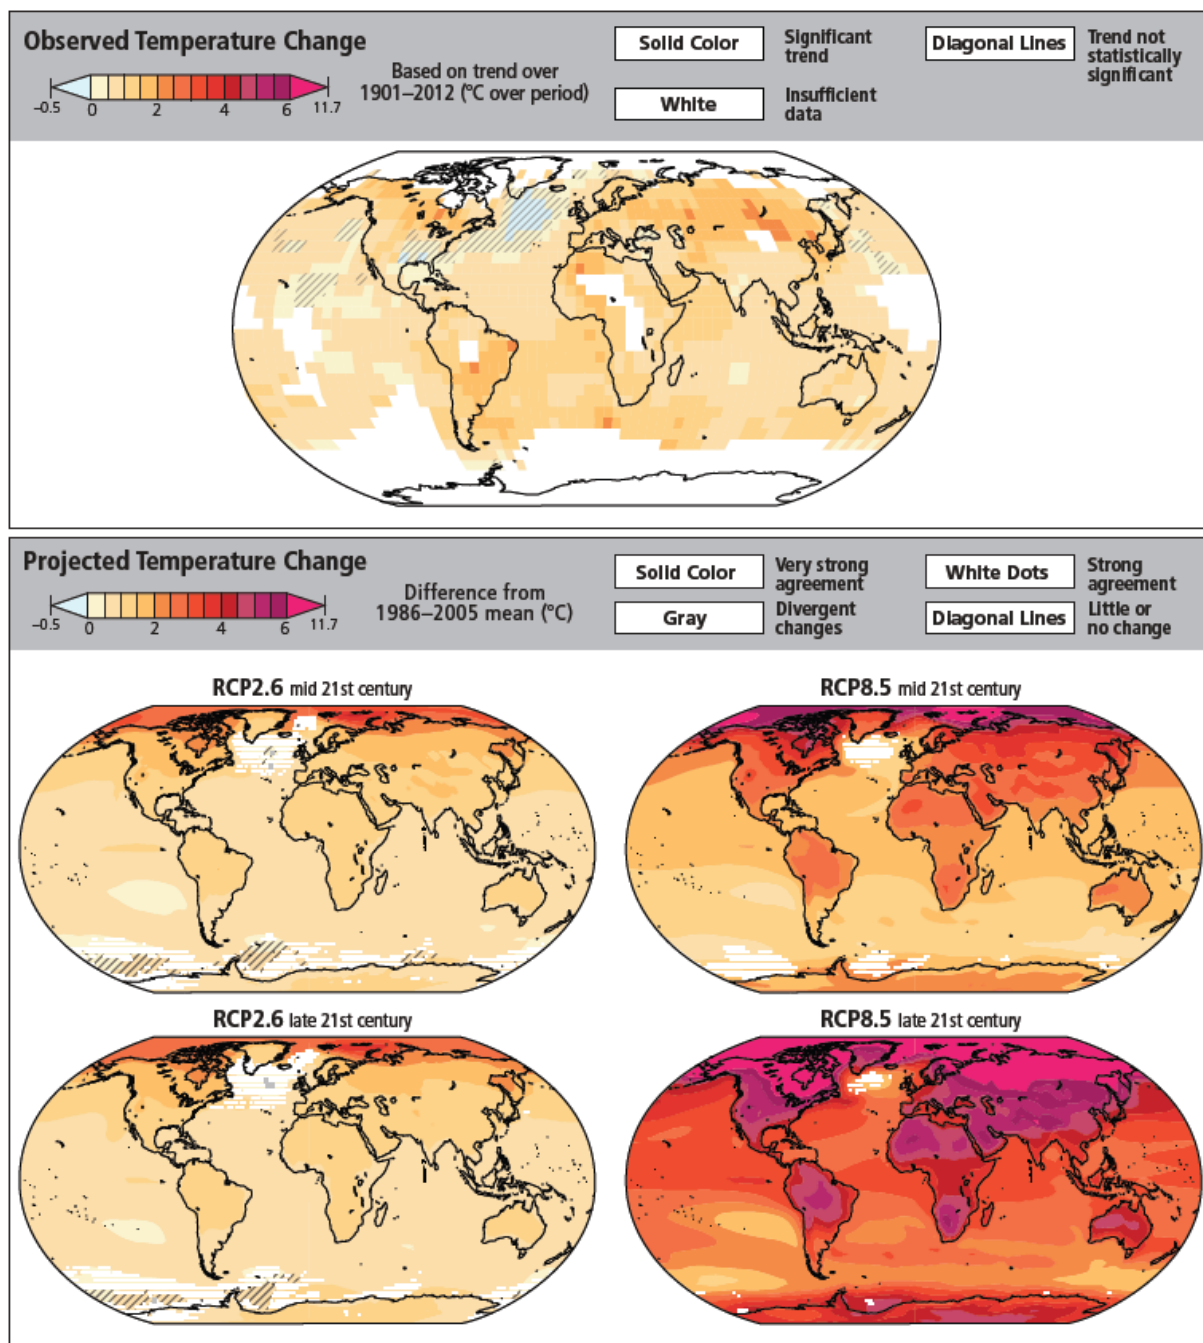 Observed Temperature Change
–0.5 0 2 4 6 11.7
Based on trend over
1901–2012 (°C over period)
Solid Color
Significant
trend
Diagonal Lines
Trend not
statistically
significant
White
Insufficient
data
Projected Temperature Change
–0.5 0 2 4 6 11.7
Difference from
1986–2005 mean (°C)
Solid Color
Very strong
agreement
White Dots
Strong
agreement
Gray
Divergent
changes
Diagonal Lines
Little or
no change
RCP2.6 mid 21st century
RCP8.5 mid 21st century
RCP2.6 late 21st century
RCP8.5 late 21st century